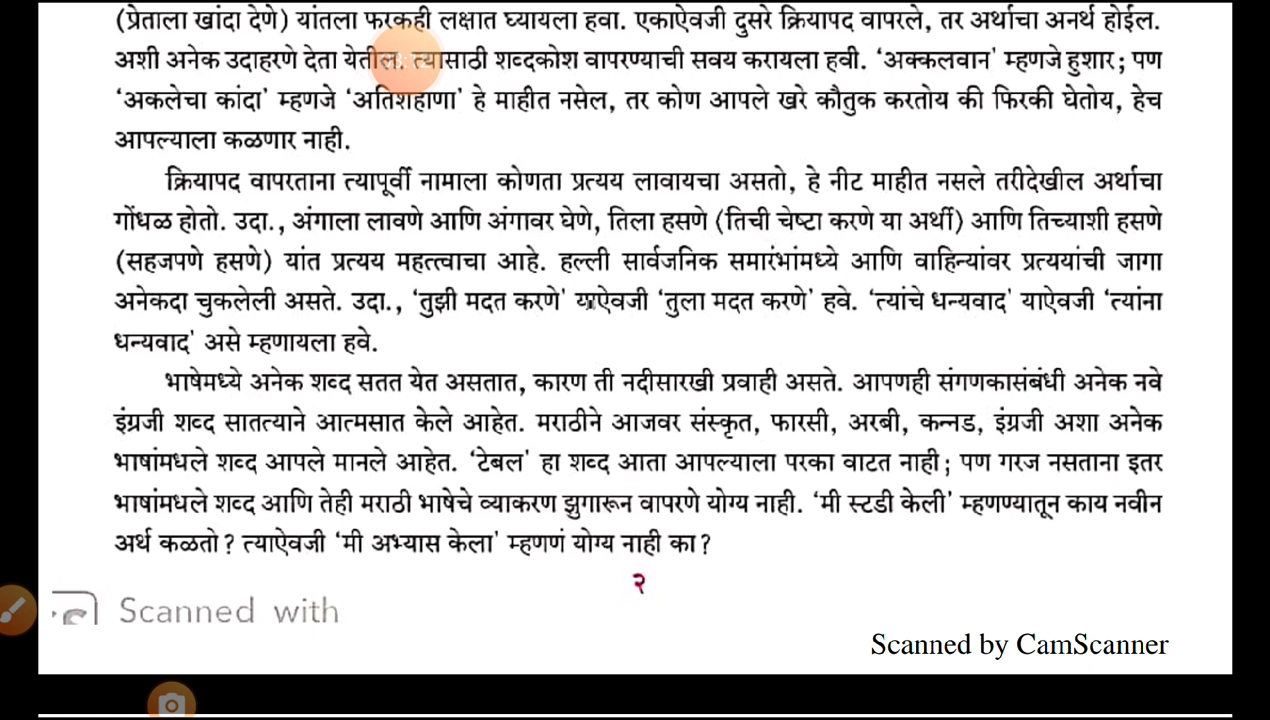 (प्रेताला खांदा देणे) यांतला फरकही लक्षात घ्यायला हवा. एकाऐवजी दुसरे क्रियापद वापरले, तर अर्थाचा अनर्थ होईल.
अशी अनेक उदाहरणे देता येतील. त्यासाठी शब्दकोश वापरण्याची सवय करायला हवी. ‘अक्कलवान’ म्हणजे हुशार; पण
‘अकलेचा कांदा’ म्हणजे ‘अतिशहाणा’ हे माहीत नसेल, तर कोण आपले खरे कौतुक करतोय की फिरकी घेतोय, हेच
आपल्याला कळणार नाही.
क्रियापद वापरताना त्यापूर्वी नामाला कोणता प्रत्यय लावायचा असतो, हे नीट माहीत नसले तरीदेखील अर्थाचा
गोंधळ होतो. उदा., अंगाला लावणे आणि अंगावर घेणे, तिला हसणे (तिची चेष्टा करणे या अर्थी) आणि तिच्याशी हसणे
(सहजपणे हसणे) यांत प्रत्यय महत्त्वाचा आहे. हल्ली सार्वजनिक समारंभांमध्ये आणि वाहिन्यांवर प्रत्ययांची जागा
अनेकदा चुकलेली असते. उदा., ‘तुझी मदत करणे’ याऐवजी ‘तुला मदत करणे’ हवे. ‘त्यांचे धन्यवाद’ याऐवजी ‘त्यांना
धन्यवाद’ असे म्हणायला हवे.
भाषेमध्ये अनेक शब्द सतत येत असतात, कारण ती नदीसारखी प्रवाही असते. आपणही संगणकासंबंधी अनेक नवे
इंग्रजी शब्द सातत्याने आत्मसात केले आहेत. मराठीने आजवर संस्कृत, फारसी, अरबी, कन्नड, इंग्रजी अशा अनेक
भाषांमधले शब्द आपले मानले आहेत. ‘टेबल’ हा शब्द आता आपल्याला परका वाटत नाही; पण गरज नसताना इतर
भाषांमधले शब्द आणि तेही मराठी भाषेचे व्याकरण झुगारून वापरणे योग्य नाही. ‘मी स्टडी केली’ म्हणण्यातून काय नवीन
अर्थ कळतो? त्याऐवजी ‘मी अभ्यास केला’ म्हणणं योग्य नाही का?
२
Scanned with
Scanned by CamScanner